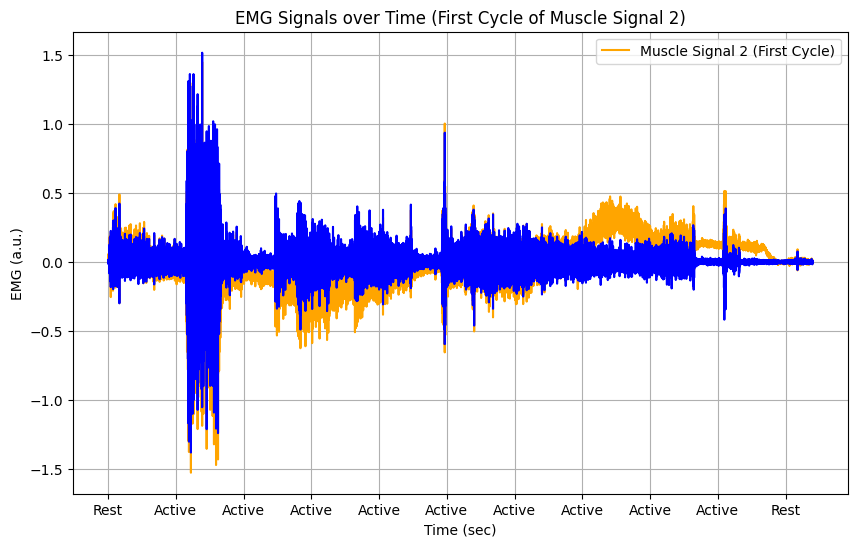 EMG Signals over Time (First Cycle of Muscle Signal 2)
Muscle Signal 2 (First Cycle)
EMG (a.u.)
1.5
1.0
0.5
0.0
−0.5
−1.0
−1.5
Rest Active Active Active Active Active Active Active Active Active Rest
Time (sec)